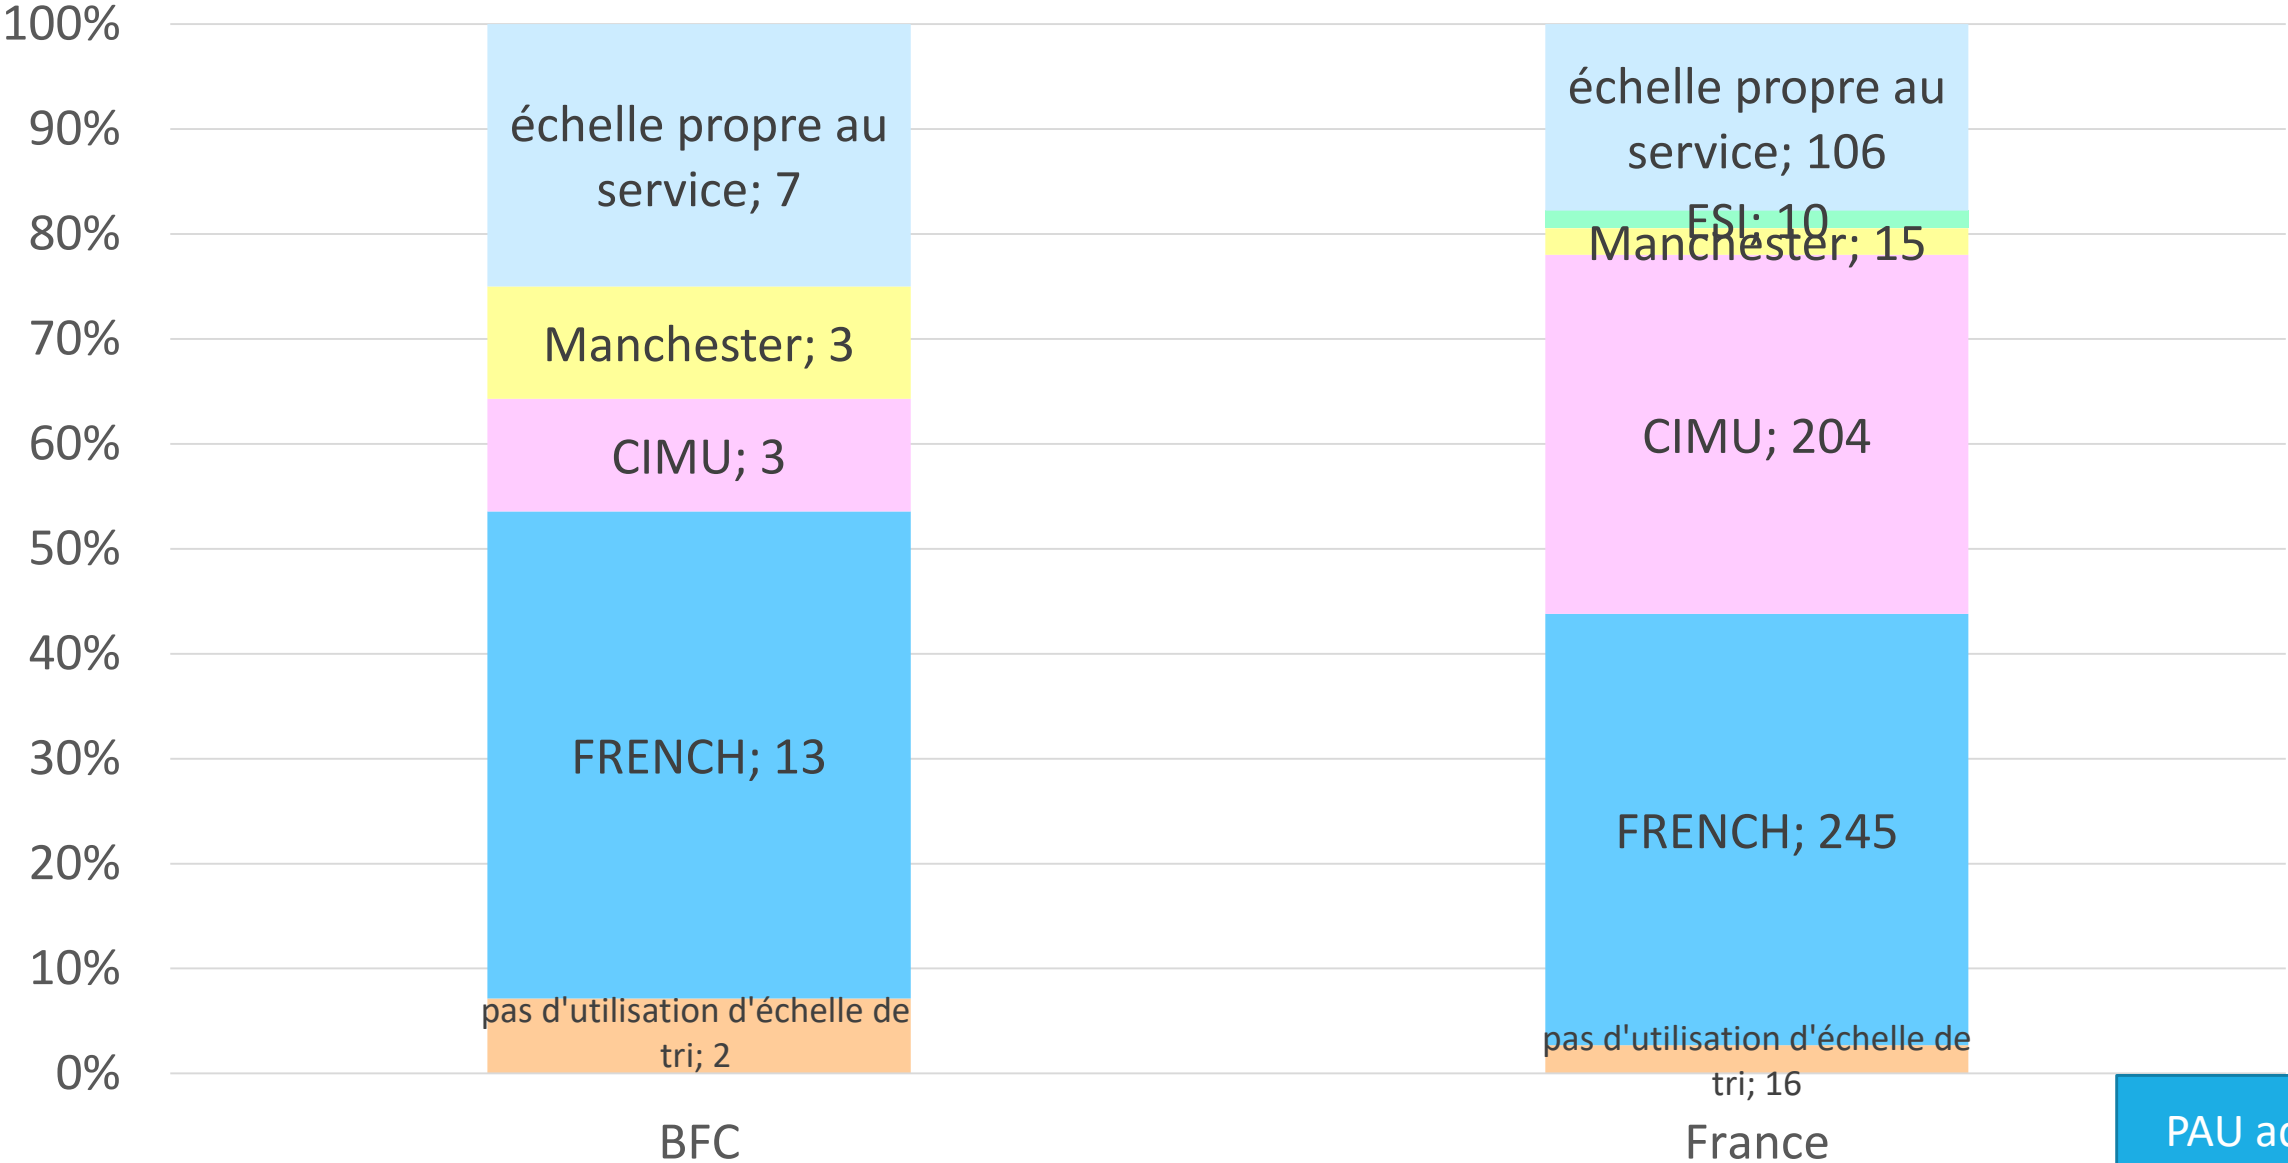 100%
90%
80%
70%
60%
50%
40%
30%
20%
10%
0%
échelle propre au
service; 7
Manchester; 3
CIMU; 3
FRENCH; 13
pas d'utilisation d'échelle de
tri; 2
BFC
échelle propre au
service; 106
ESI; 10
Manchester; 15
CIMU; 204
FRENCH; 245
pas d'utilisation d'échelle de
tri; 16
France
PAU